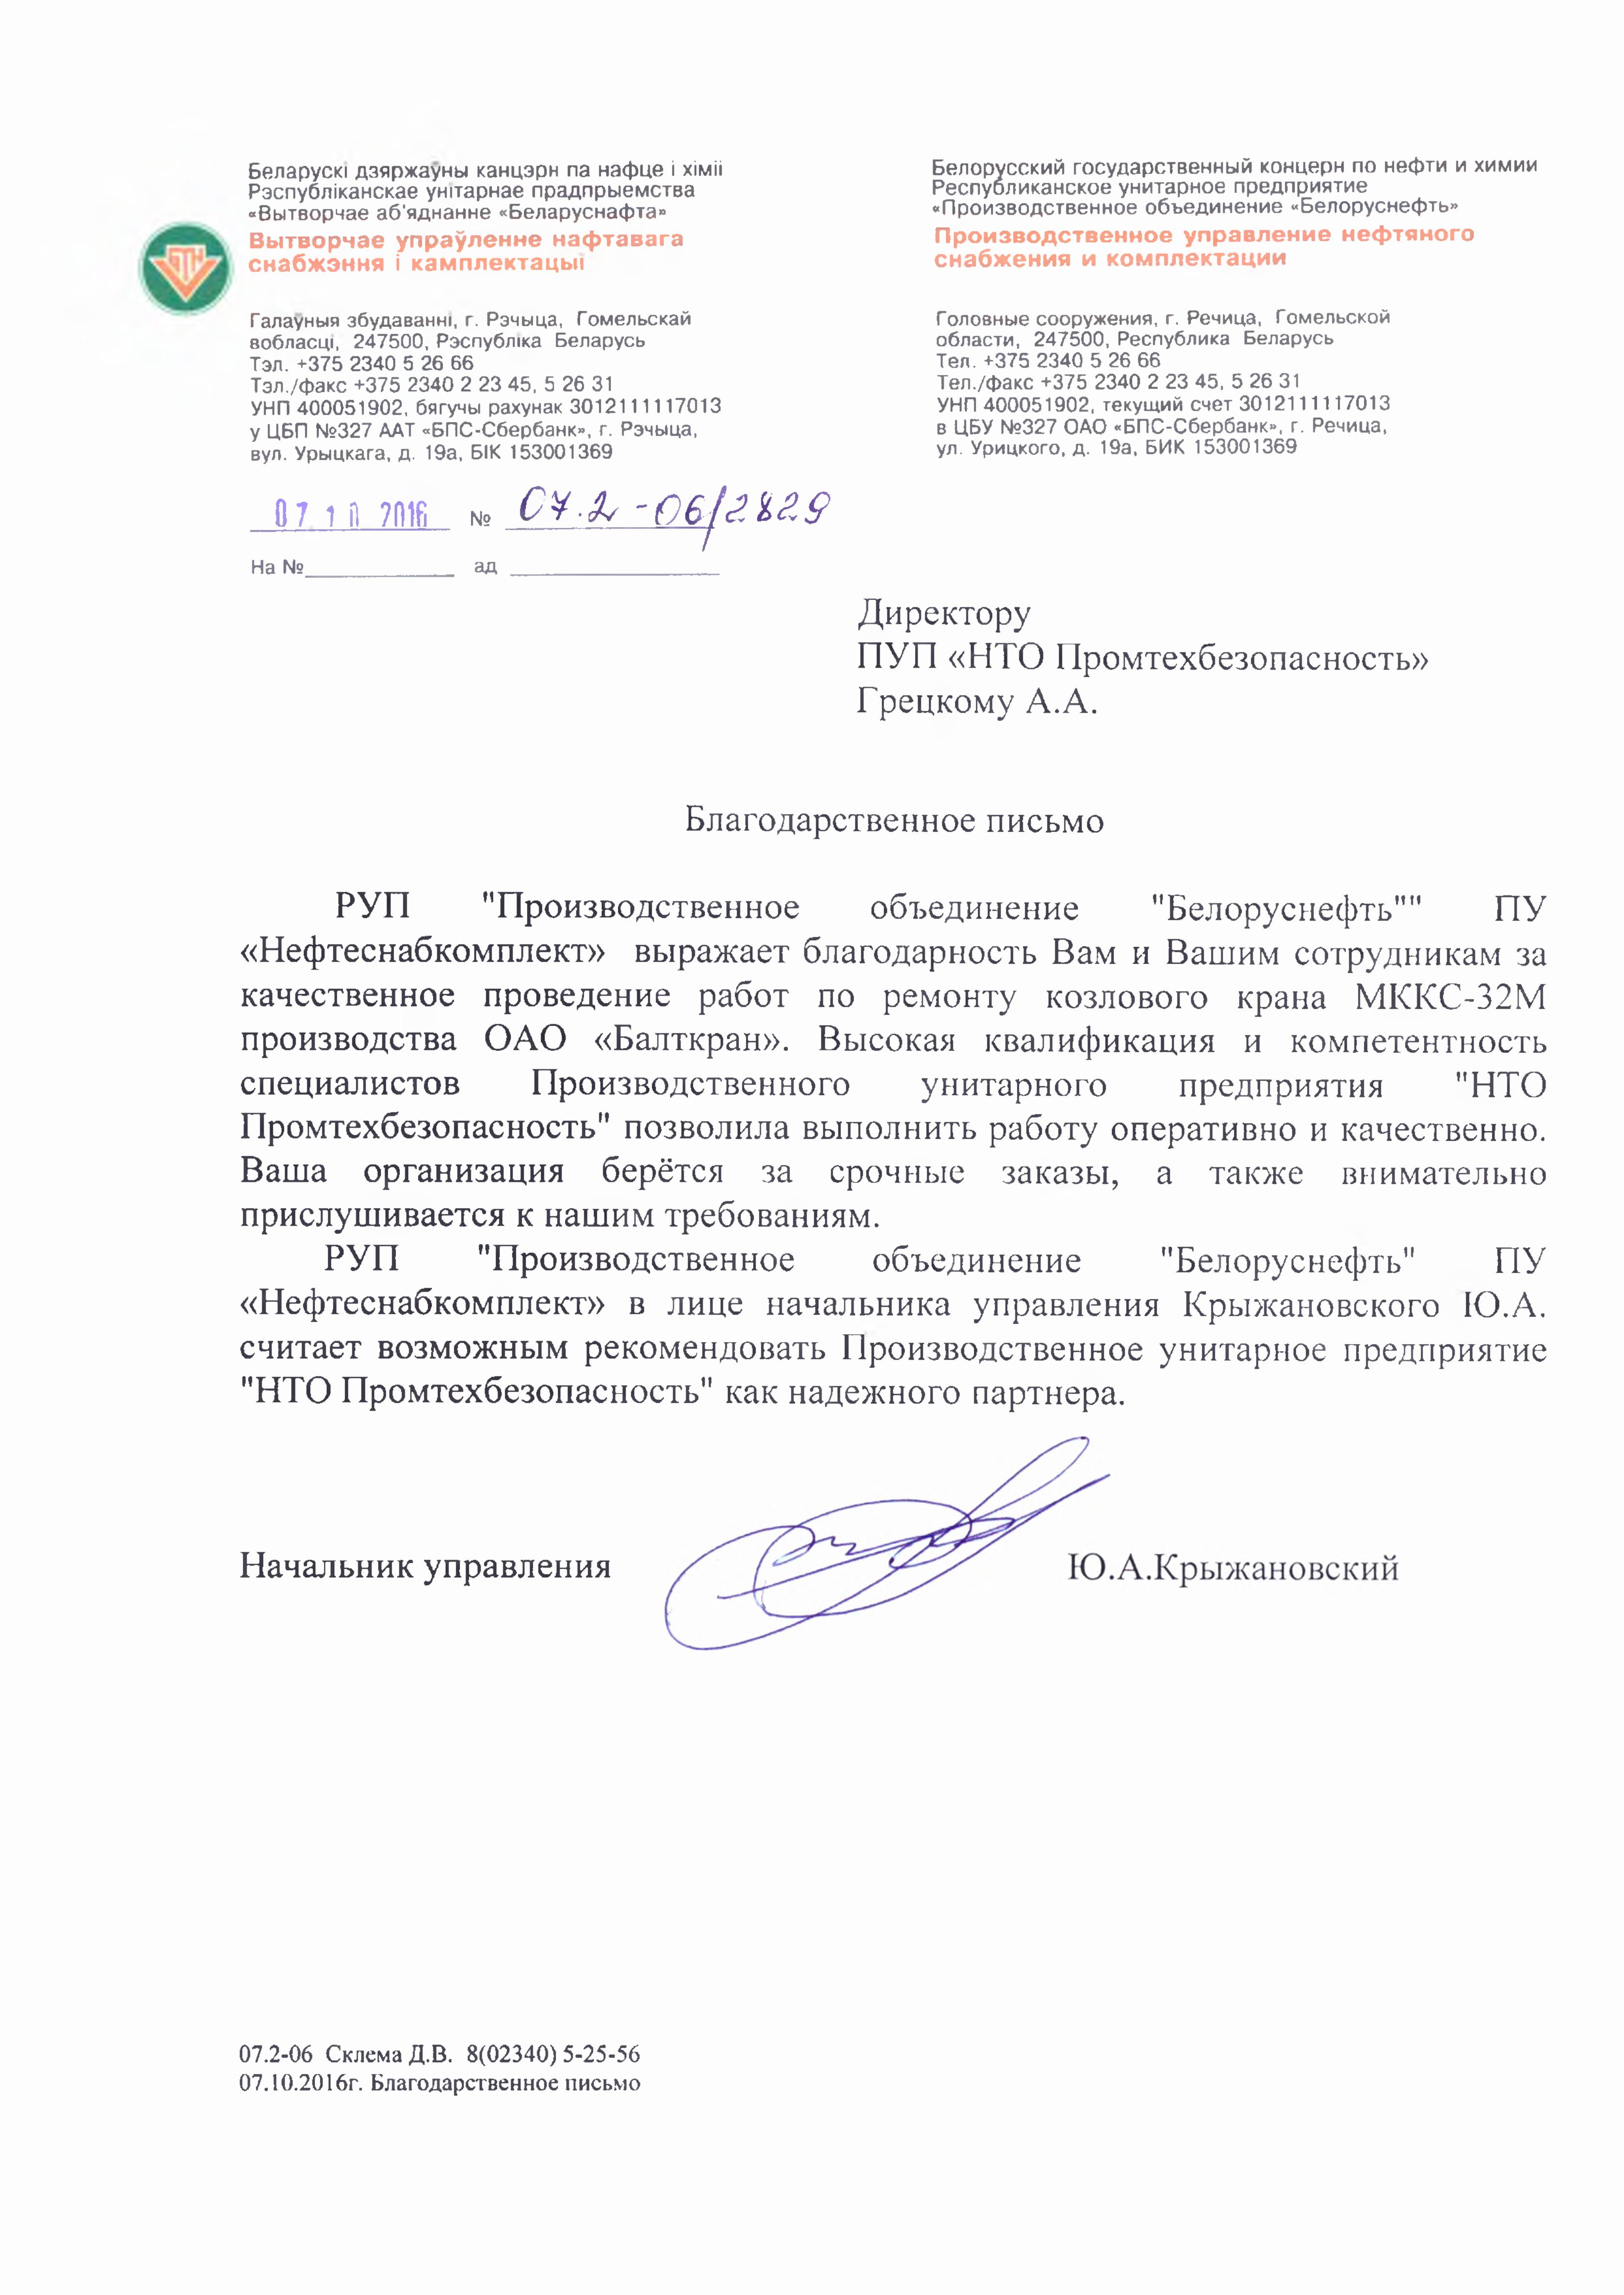 Беларускі дзяржаўны канцэрн па нафце і хіміі
Рэспубліканскае унітарнае прадпрыемства
«Вытворчае аб'яднанне «Беларуснафта»
Вытворчае упраўленне нафтавага
снабжэння і камплектацыі
Галаўныя збудаванні, г. Рэчыца, Гомельскай
вобласці, 247500, Рэспубліка Беларусь
Тэл. +375 2340 5 26 66
Тэл./факс +375 2340 2 23 45, 5 26 31
УНП 400051902, бягучы рахунак 3012111117013
у ЦБП №327 ААТ «БПС-Сбербанк», г. Рэчыца,
вул. Урыцкага, д. 19а, БІК 153001369
Белорусский государственный концерн по нефти и химии
Республиканское унитарное предприятие
«Производственное объединение «Белоруснефть»
Производственное управление нефтяного
снабжения и комплектации
Головные сооружения, г. Речица, Гомельской
области, 247500, Республика Беларусь
Тел. +375 2340 5 26 66
Тел./факс +375 2340 2 23 45, 5 26 31
УНП 400051902, текущий счет 3012111117013
в ЦБУ №327 ОАО «БПС-Сбербанк», г. Речица,
ул. Урицкого, д. 19а, БИК 153001369
БТН
07 10 2016 № 07.2-06/2829
На № ад
Директору
ПУП «НТО Промтехбезопасность»
Грецкому А.А.
Благодарственное письмо
РУП "Производственное объединение "Белоруснефть"" ПУ
«Нефтеснабкомплект» выражает благодарность Вам и Вашим сотрудникам за
качественное проведение работ по ремонту козлового крана МККС-32М
производства ОАО «Балткран». Высокая квалификация и компетентность
специалистов Производственного унитарного предприятия "НТО
Промтехбезопасность" позволила выполнить работу оперативно и качественно.
Ваша организация берётся за срочные заказы, а также внимательно
прислушивается к нашим требованиям.
РУП "Производственное объединение "Белоруснефть" ПУ
«Нефтеснабкомплект» в лице начальника управления Крыжановского Ю.А.
считает возможным рекомендовать Производственное унитарное предприятие
"НТО Промтехбезопасность" как надежного партнера.
Начальник управления Ю.А.Крыжановский
07.2-06 Склема Д.В. 8(02340) 5-25-56
07.10.2016г. Благодарственное письмо